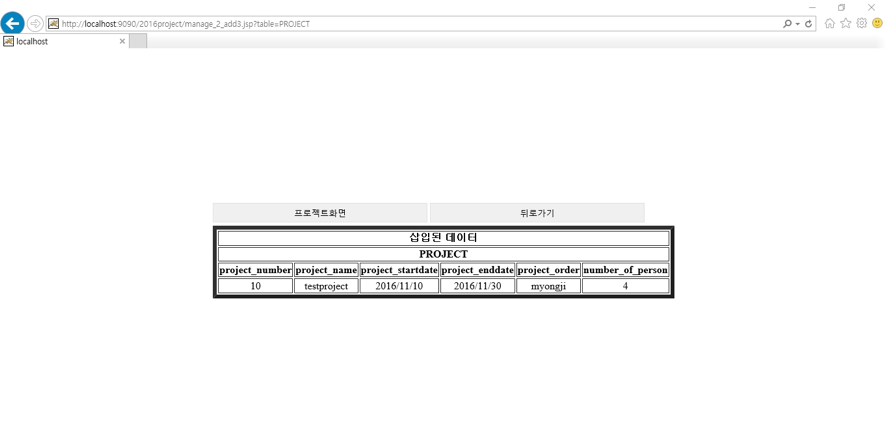 http://localhost:9090/2016project/manage_2_add3.jsp?table=PROJECT
localhost
프로젝트화면 뒤로가기
삽입된 데이터
PROJECT
project_number project_name project_startdate project_enddate project_order number_of_person
10 testproject 2016/11/10 2016/11/30 myongji 4